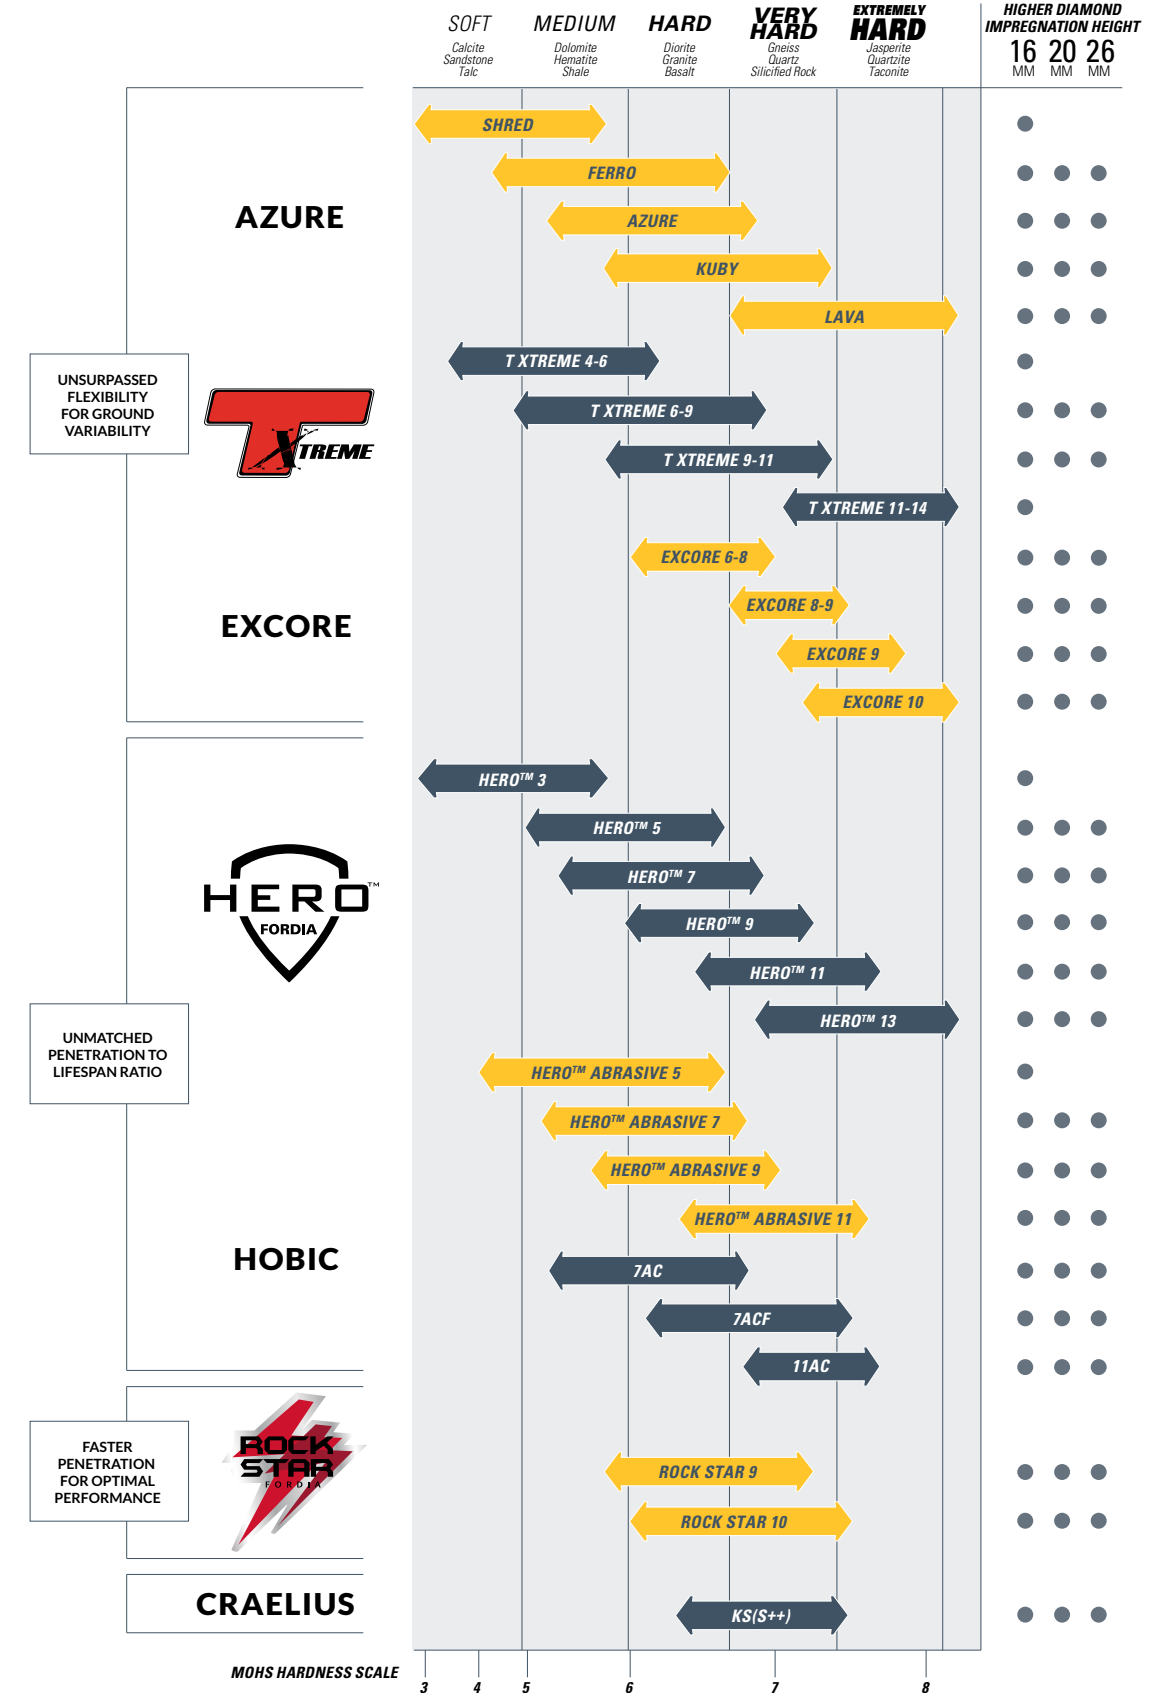 SOFT
Calcite
Sandstone
Talc
MEDIUM
Dolomite
Hematite
Shale
HARD
Diorite
Granite
Basalt
VERY
HARD
Gneiss
Quartz
Silicified Rock
EXTREMELY
HARD
Jasperite
Quartzite
Taconite
HIGHER DIAMOND
IMPREGNATION HEIGHT
16 20 26
MM MM MM
SHRED
FERRO
AZURE
AZURE
KUBY
LAVA
UNSURPASSED
FLEXIBILITY
FOR GROUND
VARIABILITY
T XTREME
T XTREME 4-6
T XTREME 6-9
T XTREME 9-11
T XTREME 11-14
EXCORE
EXCORE 6-8
EXCORE 8-9
EXCORE 9
EXCORE 10
HERO™
FORDIA
HERO™ 3
HERO™ 5
HERO™ 7
HERO™ 9
HERO™ 11
HERO™ 13
UNMATCHED
PENETRATION TO
LIFESPAN RATIO
HERO™ ABRASIVE 5
HERO™ ABRASIVE 7
HERO™ ABRASIVE 9
HERO™ ABRASIVE 11
HOBIC
7AC
7ACF
11AC
FASTER
PENETRATION
FOR OPTIMAL
PERFORMANCE
ROCK
STAR
FORDIA
ROCK STAR 9
ROCK STAR 10
CRAELIUS
KS(S++)
MOHS HARDNESS SCALE
3 4 5 6 7 8